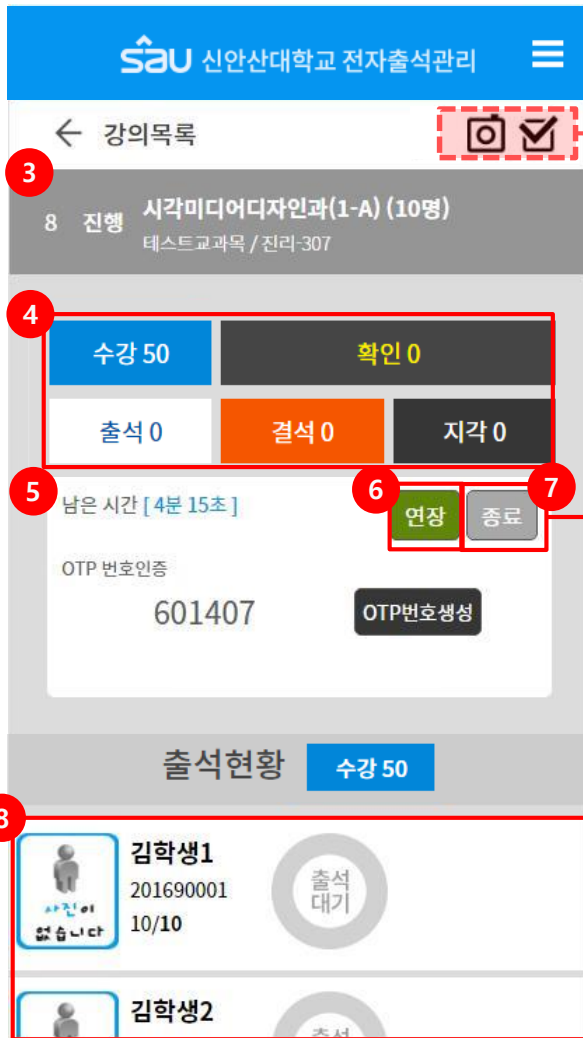 sau 신안산대학교 전자출석관리
← 강의목록
3
8 진행 시각미디어디자인과(1-A) (10명)
테스트교과목 / 진리-307
4
수강 50 확인 0
출석 0 결석 0 지각 0
5 6 7
남은 시간 [ 4분 15초 ] 연장 종료
OTP 번호인증
601407 OTP번호생성
출석현황 수강 50
8
김학생1
201690001
10/10
사진이
없습니다
출석
대기
김학생2
출석